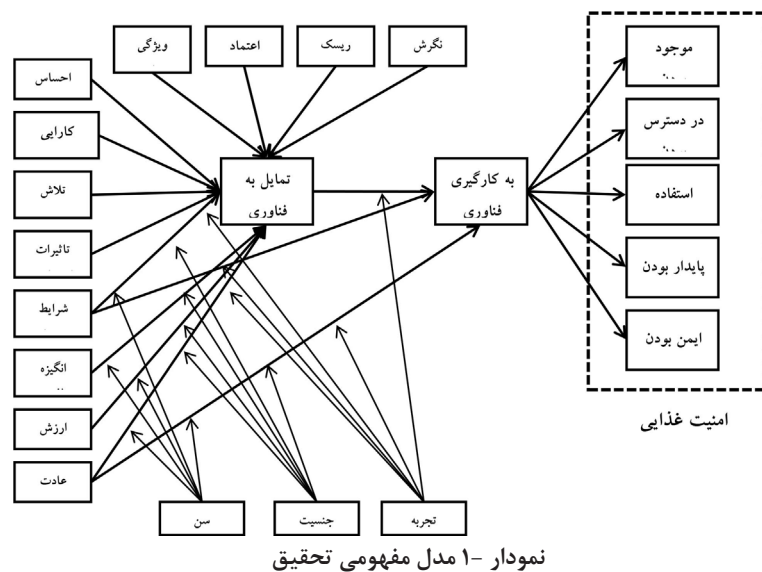 نگرش
ریسک
اعتماد
ویژگی
احساس
کارایی
تلاش
تاثیرات
شرایط
انگیزه
ارزش
عادت
تمایل به
فناوری
به کارگیری
فناوری
موجود
در دسترس
استفاده
پایدار بودن
ایمن بودن
امنیت غذایی
سن
جنسیت
تجربه
نمودار -۱ مدل مفهومی تحقیق